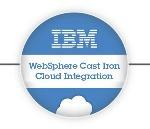 IBM
WebSphere Cast Iron
Cloud Integration